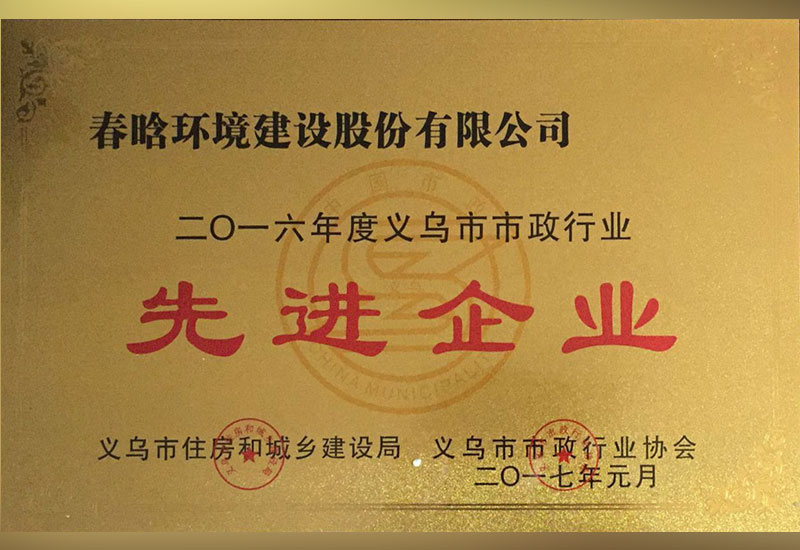 春晗环境建设股份有限公司
二〇一六年度义乌市市政行业
先进企业
义乌市住房和城乡建设局 义乌市市政行业协会
二〇一七年元月